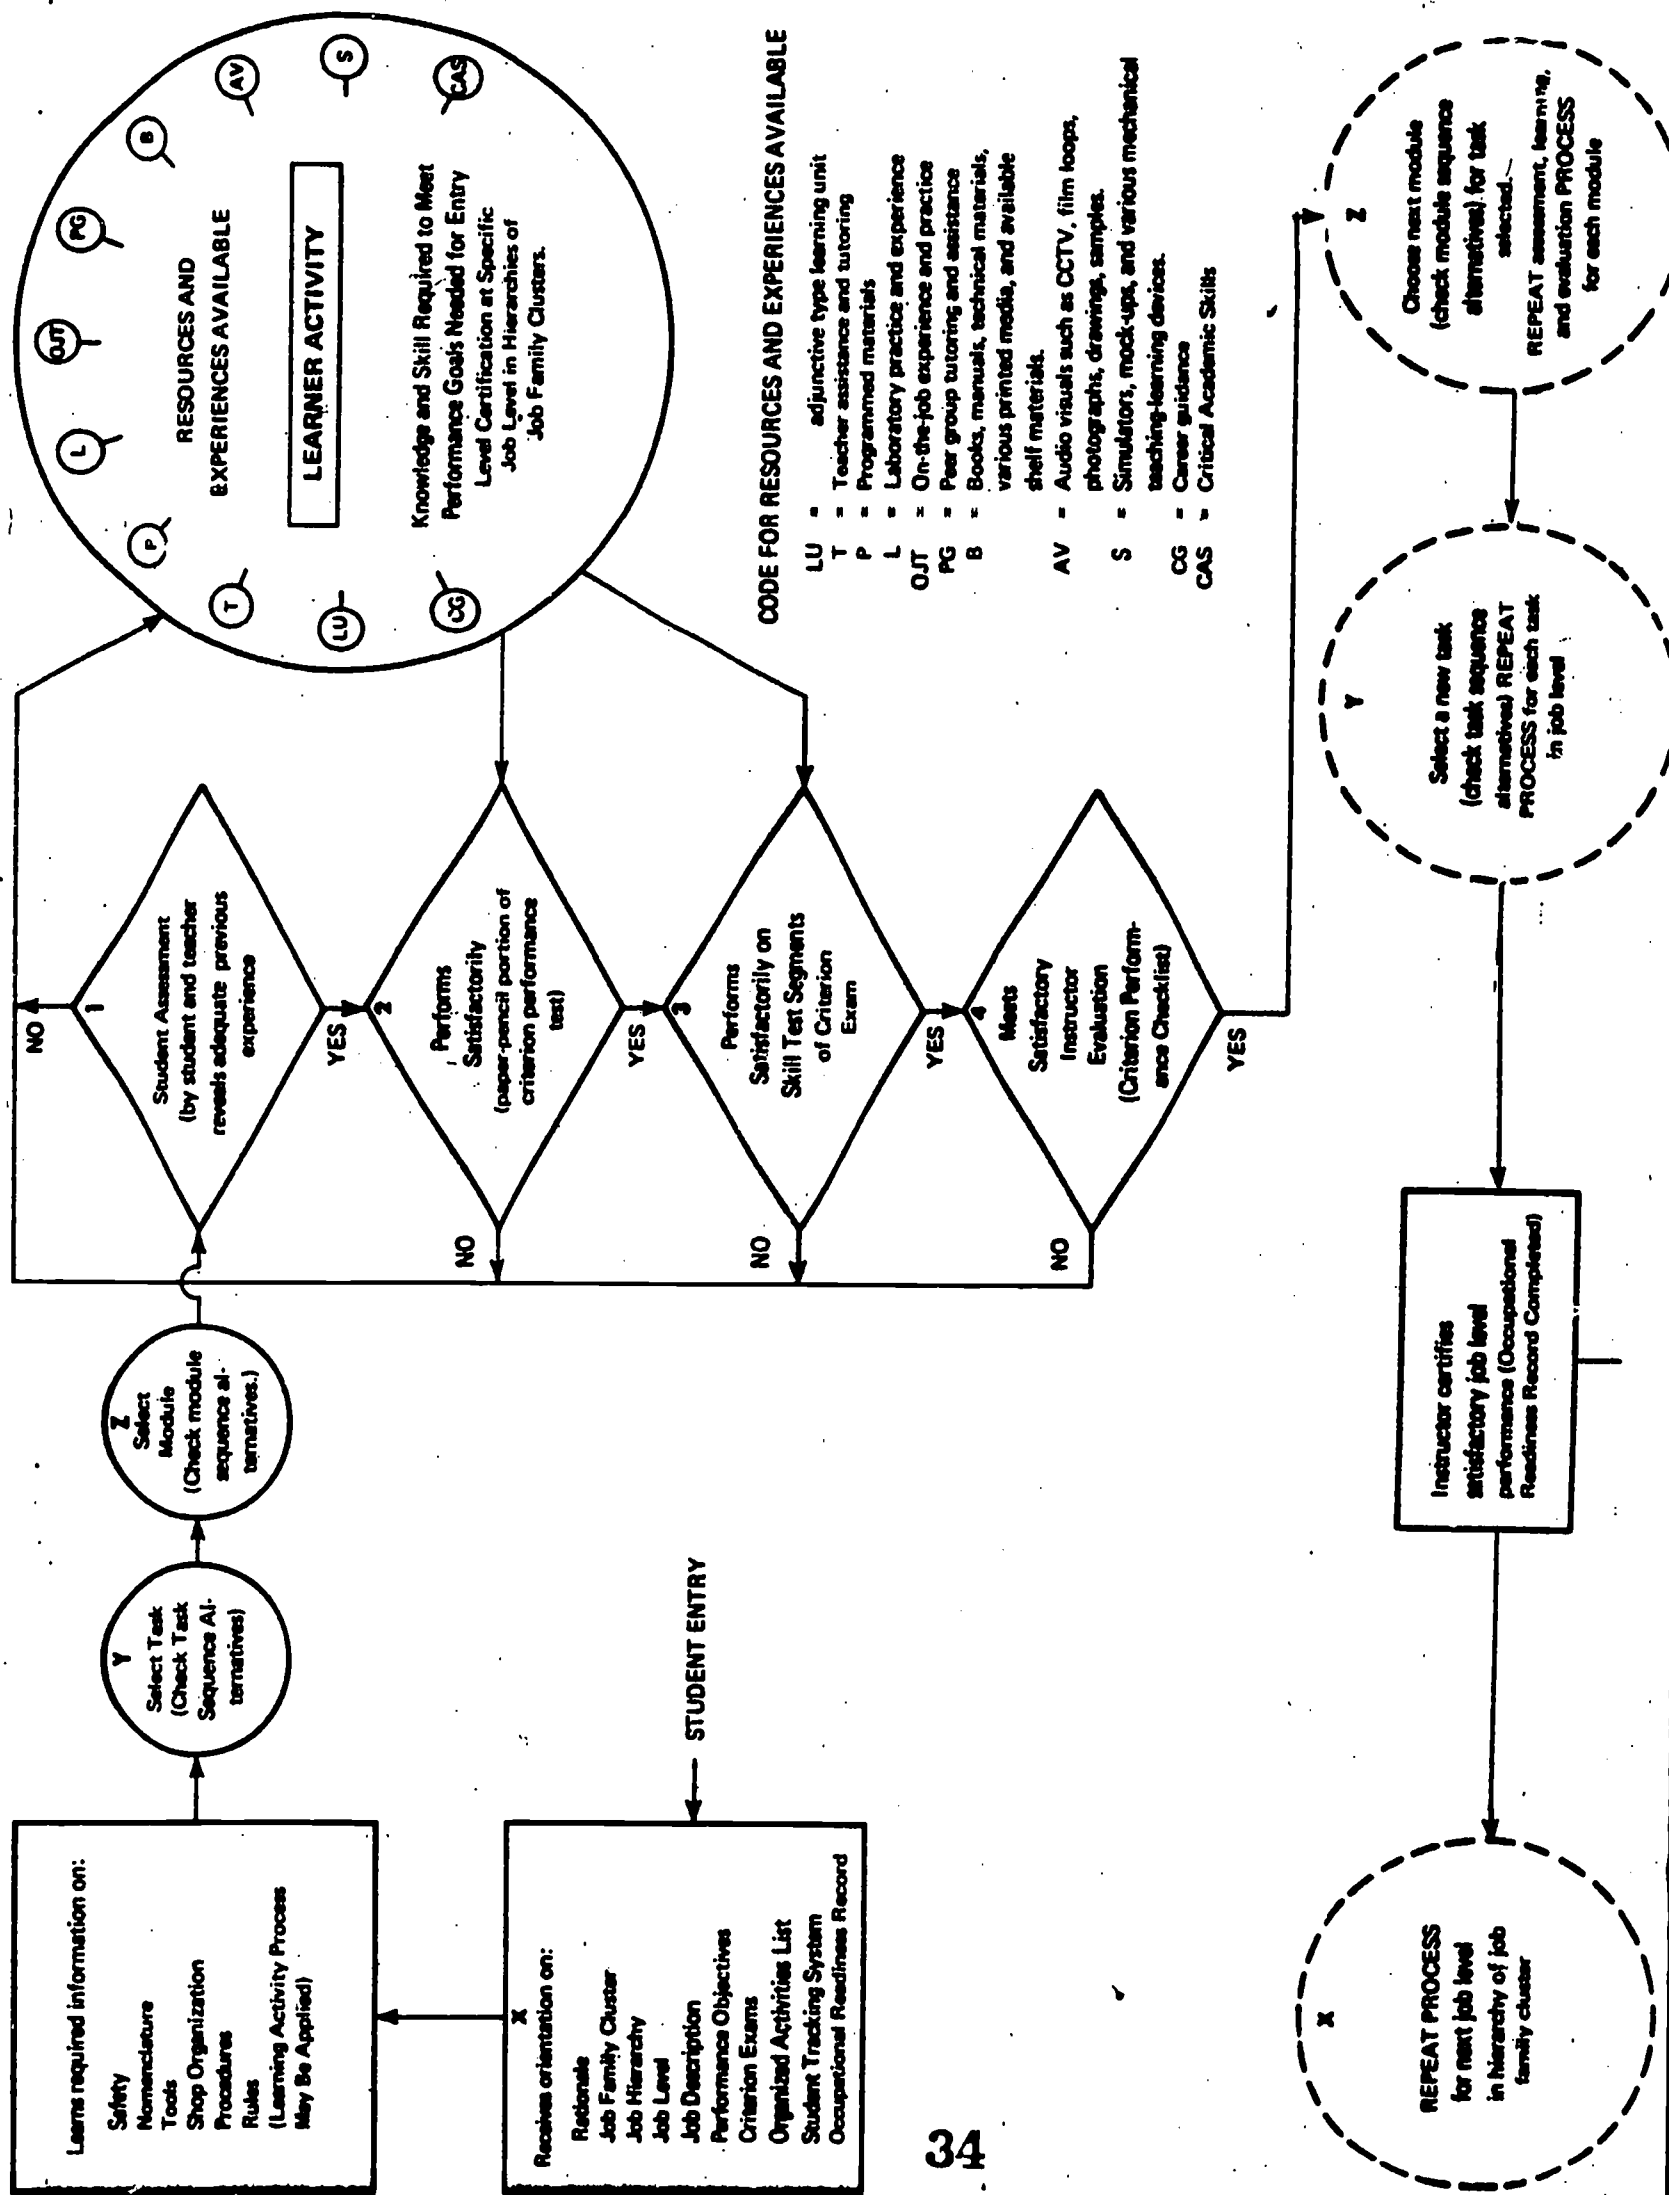 Learns required information on:
Safety
Nomenclature
Tools
Shop Organization
Procedures
Rules
(Learning Activity Process
May Be Applied)
X
Receives orientation on:
Rationale
Job Family Cluster
Job Hierarchy
Job Level
Job Description
Performance Objectives
Criterion Exams
Organized Activities List
Student Tracking System
Occupational Readiness Record
STUDENT ENTRY
Y
Select Task
(Check Task
Sequence Al-
ternatives)
Z
Select
Module
(Check module
sequence al-
ternatives.)
NO
1
Student Assessment
(by student and teacher
reveals adequate previous
experience
YES
2
Performs
Satisfactorily
(paper-pencil portion of
criterion performance
test)
NO
YES
3
Performs
Satisfactorily on
Skill Test Segments
of Criterion
Exam
NO
YES
4
Meets
Satisfactory
Instructor
Evaluation
(Criterion Perform-
ance Checklist)
NO
YES
RESOURCES AND
EXPERIENCES AVAILABLE
LEARNER ACTIVITY
Knowledge and Skill Required to Meet
Performance Goals Needed for Entry
Level Certification at Specific
Job Level in Hierarchies of
Job Family Clusters.
CG
LU
T
P
L
OJT
PG
B
AV
S
CAS
CODE FOR RESOURCES AND EXPERIENCES AVAILABLE
LU = adjunctive type learning unit
T = Teacher assistance and tutoring
P = Programmed materials
L = Laboratory practice and experience
OJT = On-the-job experience and practice
PG = Peer group tutoring and assistance
B = Books, manuals, technical materials,
various printed media, and available
shelf materials.
AV = Audio visuals such as CCTV, film loops,
photographs, drawings, samples.
S = Simulators, mock-ups, and various mechanical
teaching-learning devices.
CG = Career guidance
CAS = Critical Academic Skills
Z
Choose next module
(check module sequence
alternatives) for task
selected.
REPEAT assessment, learning,
and evaluation PROCESS
for each module
Y
Select a new task
(check task sequence
alternatives) REPEAT
PROCESS for each task
in job level
Instructor certifies
satisfactory job level
performance (Occupational
Readiness Record Completed)
X
REPEAT PROCESS
for next job level
in hierarchy of job
family cluster
34